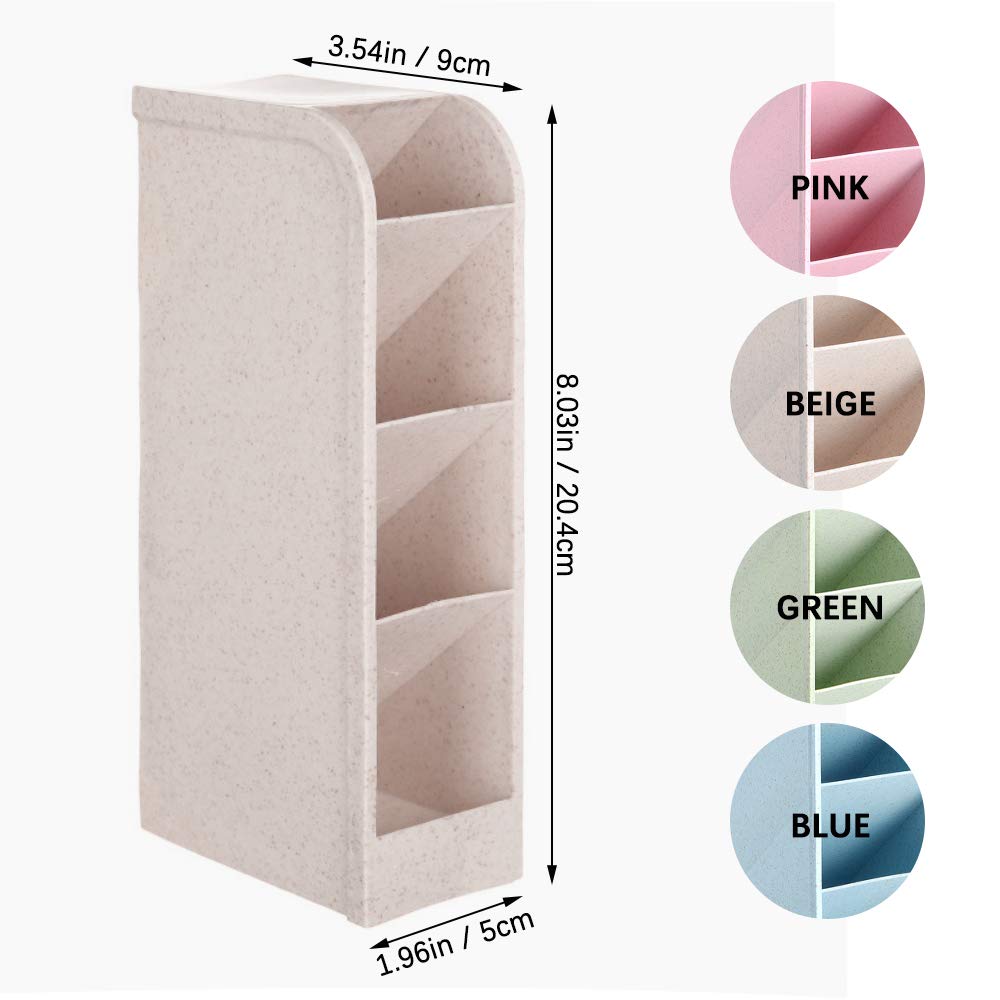 3.54in / 9cm
8.03in / 20.4cm
1.96in / 5cm
PINK
BEIGE
GREEN
BLUE